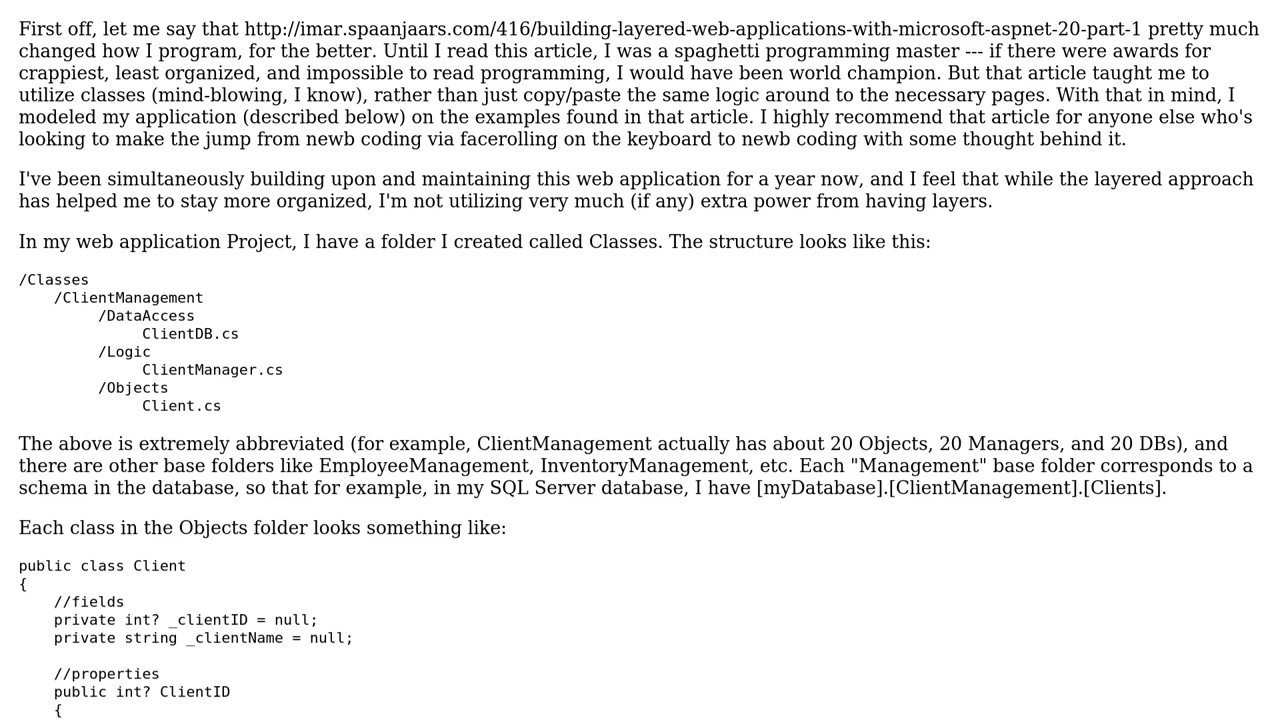 First off, let me say that http://imar.spaanjaars.com/416/building-layered-web-applications-with-microsoft-aspnet-20-part-1 pretty much
changed how I program, for the better. Until I read this article, I was a spaghetti programming master --- if there were awards for
crappiest, least organized, and impossible to read programming, I would have been world champion. But that article taught me to
utilize classes (mind-blowing, I know), rather than just copy/paste the same logic around to the necessary pages. With that in mind, I
modeled my application (described below) on the examples found in that article. I highly recommend that article for anyone else who's
looking to make the jump from newb coding via facerolling on the keyboard to newb coding with some thought behind it.
I've been simultaneously building upon and maintaining this web application for a year now, and I feel that while the layered approach
has helped me to stay more organized, I'm not utilizing very much (if any) extra power from having layers.
In my web application Project, I have a folder I created called Classes. The structure looks like this:
/Classes
    /ClientManagement
         /DataAccess
              ClientDB.cs
         /Logic
              ClientManager.cs
         /Objects
              Client.cs
The above is extremely abbreviated (for example, ClientManagement actually has about 20 Objects, 20 Managers, and 20 DBs), and
there are other base folders like EmployeeManagement, InventoryManagement, etc. Each "Management" base folder corresponds to a
schema in the database, so that for example, in my SQL Server database, I have [myDatabase].[ClientManagement].[Clients].
Each class in the Objects folder looks something like:
public class Client
{
    //fields
    private int? _clientID = null;
    private string _clientName = null;
    //properties
    public int? ClientID
    {